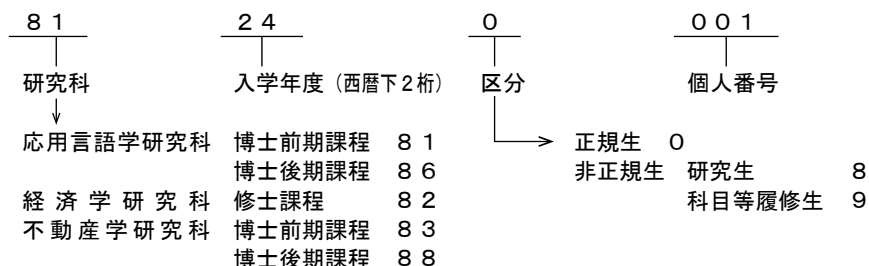 ８１　２４　０　００１
研究科　入学年度（西暦下２桁）　区分　個人番号
応用言語学研究科　博士前期課程　８１　正規生　０
博士後期課程　８６　非正規生　研究生　８
経済学研究科　修士課程　８２　科目等履修生　９
不動産学研究科　博士前期課程　８３
博士後期課程　８８